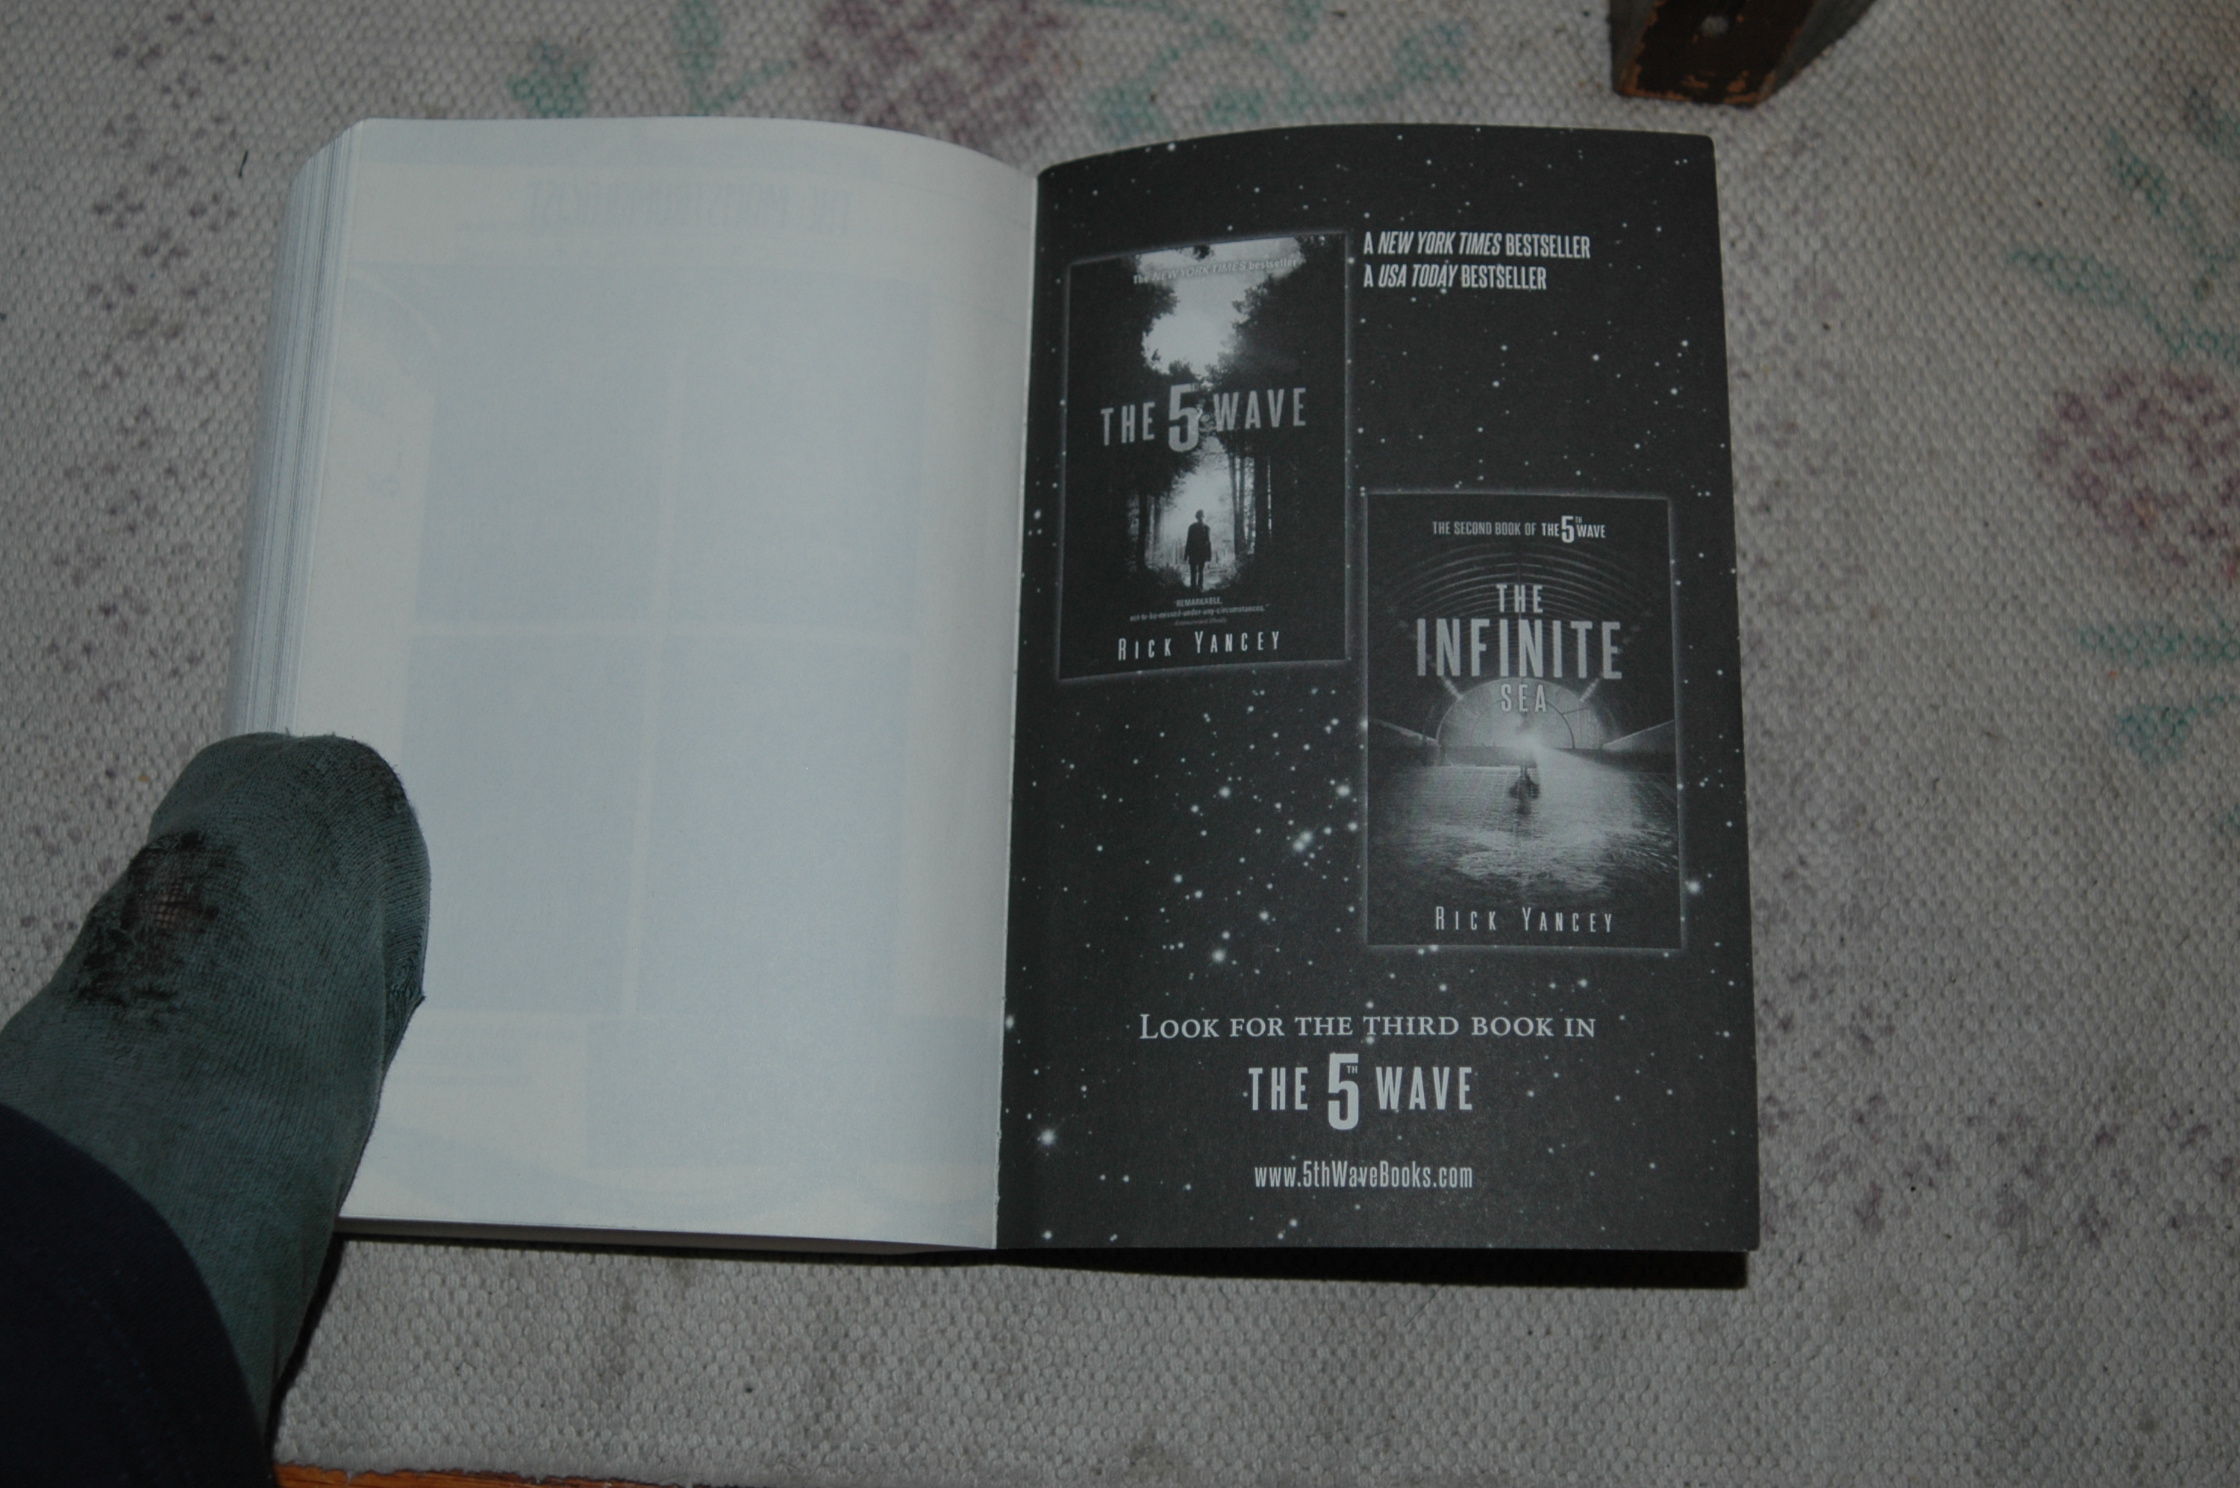 A NEW YORK TIMES BESTSELLER
A USA TODAY BESTSELLER
THE 5TH WAVE
REMARKABLE,
RICK YANCEY
THE SECOND BOOK OF THE 5TH WAVE
THE
INFINITE
SEA
RICK YANCEY
LOOK FOR THE THIRD BOOK IN
THE 5TH WAVE
www.5thWaveBooks.com